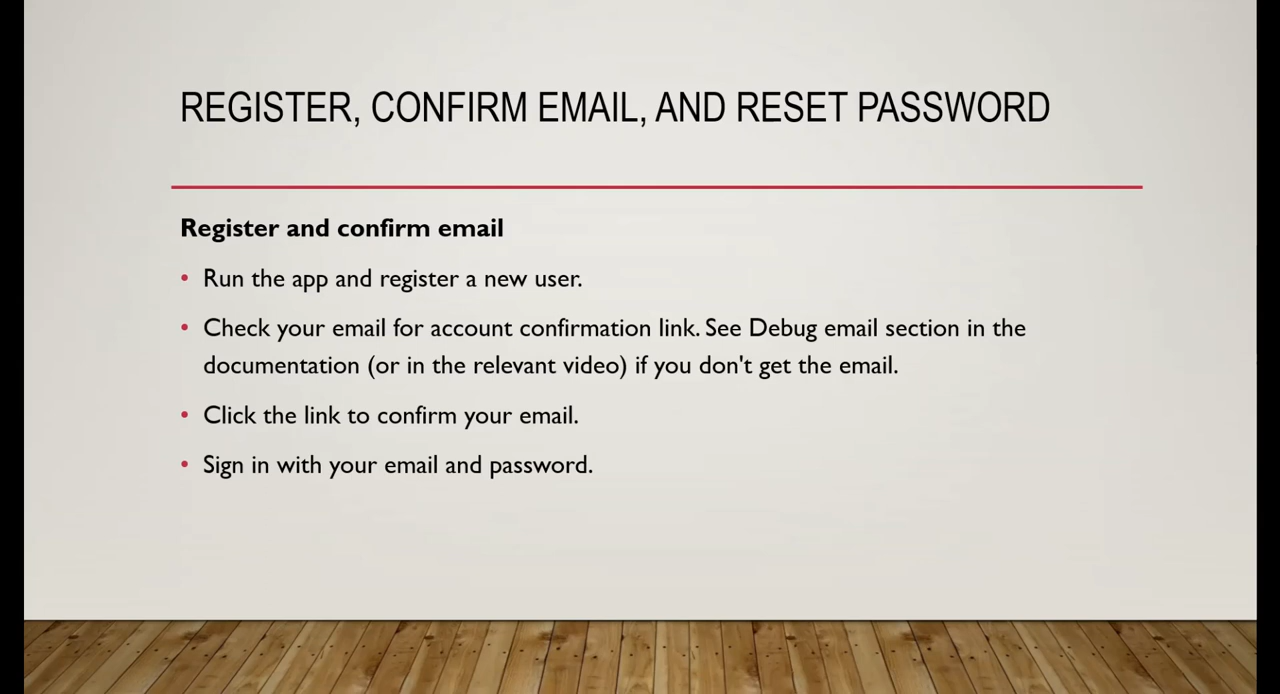 REGISTER, CONFIRM EMAIL, AND RESET PASSWORD
Register and confirm email
• Run the app and register a new user.
• Check your email for account confirmation link. See Debug email section in the
documentation (or in the relevant video) if you don't get the email.
• Click the link to confirm your email.
• Sign in with your email and password.